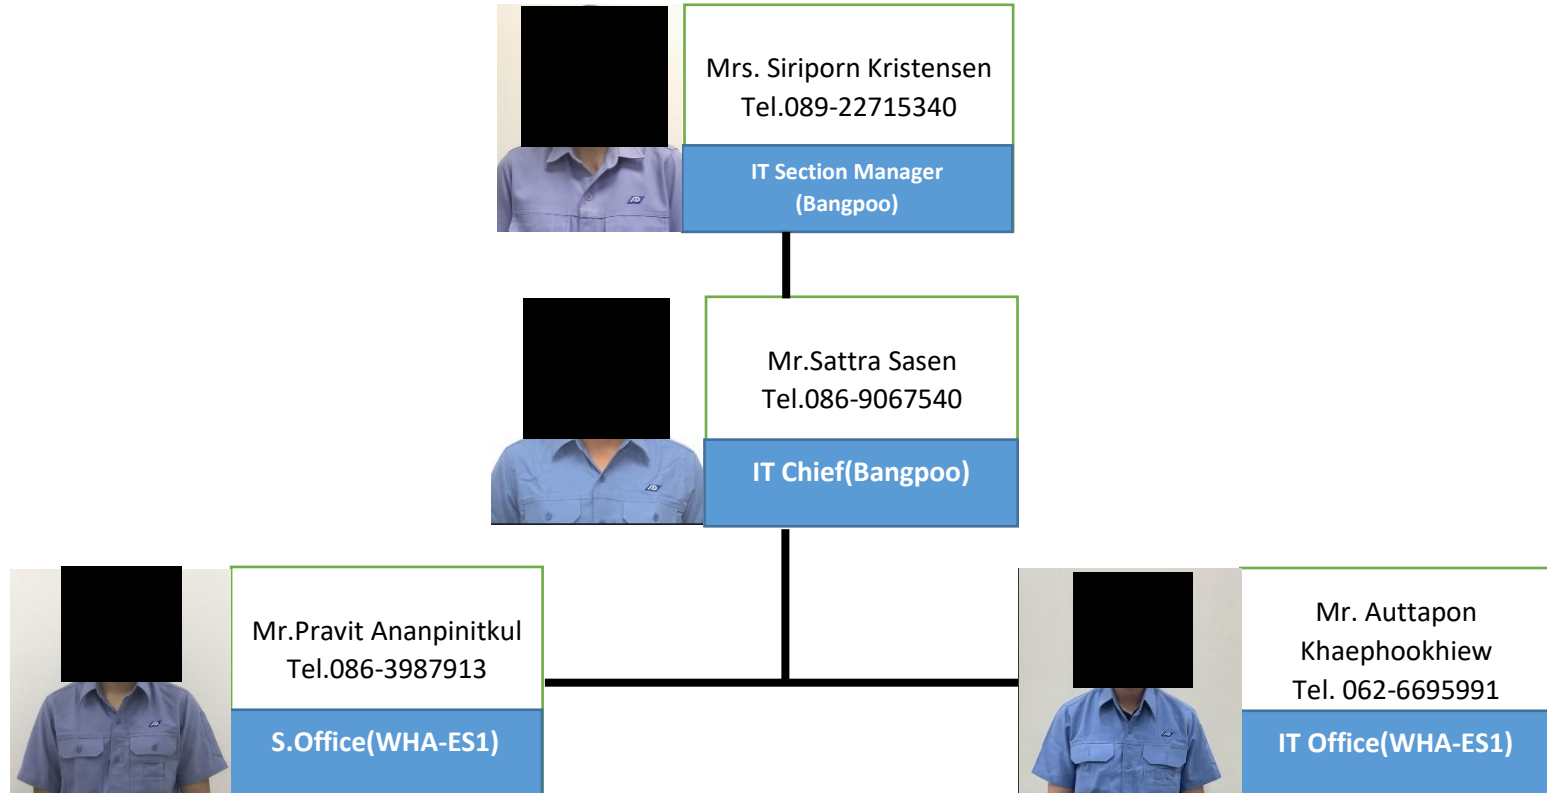 Mrs. Siriporn Kristensen
Tel.089-22715340
IT Section Manager
(Bangpoo)
Mr.Sattra Sasen
Tel.086-9067540
IT Chief(Bangpoo)
Mr.Pravit Ananpinitkul
Tel.086-3987913
S.Office(WHA-ES1)
Mr. Auttapon
Khaephookhiew
Tel. 062-6695991
IT Office(WHA-ES1)